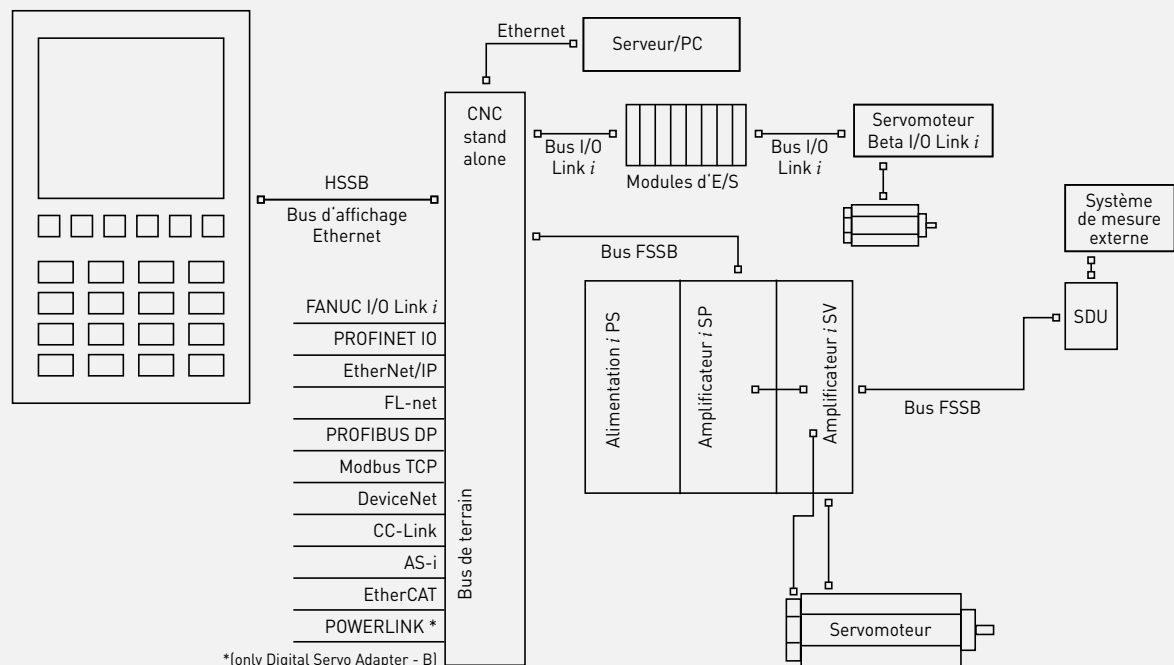 Ethernet
Serveur/PC
CNC
stand
alone
Bus I/O
Link i
Modules d'E/S
Bus I/O
Link i
Servomoteur
Beta I/O Link i
HSSB
Bus d'affichage
Ethernet
Bus FSSB
Système
de mesure
externe
SDU
Bus FSSB
Alimentation i PS
Amplificateur i SP
Amplificateur i SV
FANUC I/O Link i
PROFINET IO
EtherNet/IP
FL-net
PROFIBUS DP
Modbus TCP
DeviceNet
CC-Link
AS-i
EtherCAT
POWERLINK *
*(only Digital Servo Adapter - B)
Bus de terrain
Servomoteur